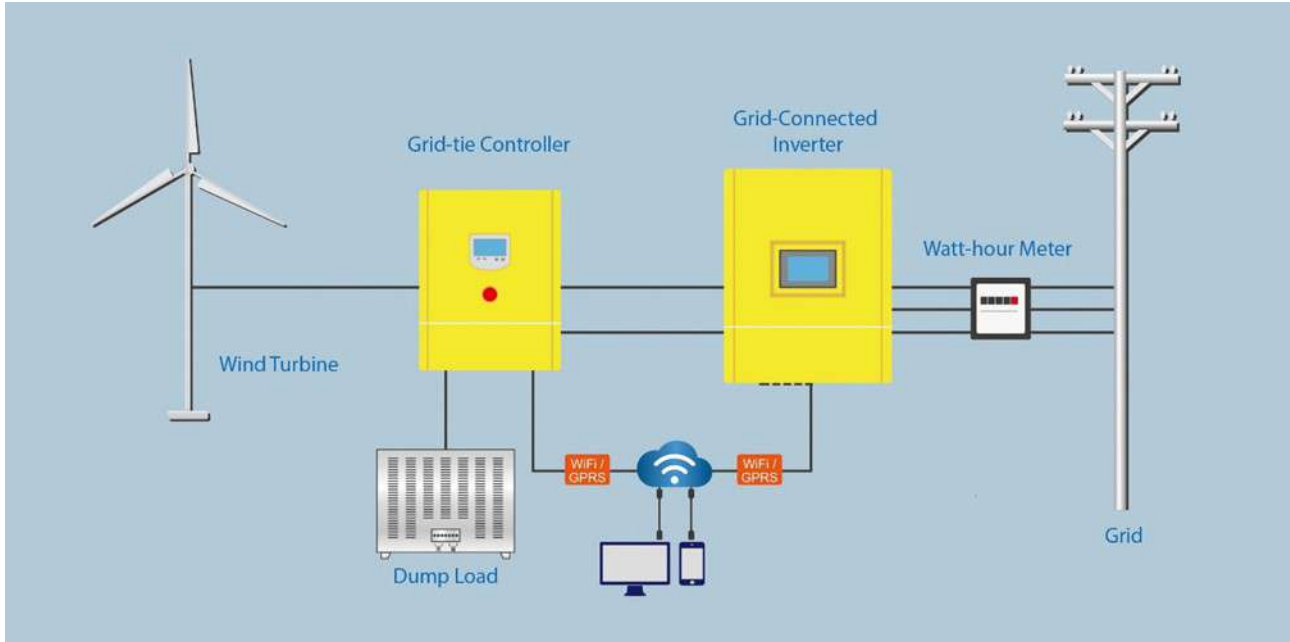 Grid-tie Controller
Grid-Connected
Inverter
Watt-hour Meter
Wind Turbine
WiFi /
GPRS
WiFi /
GPRS
Dump Load
Grid